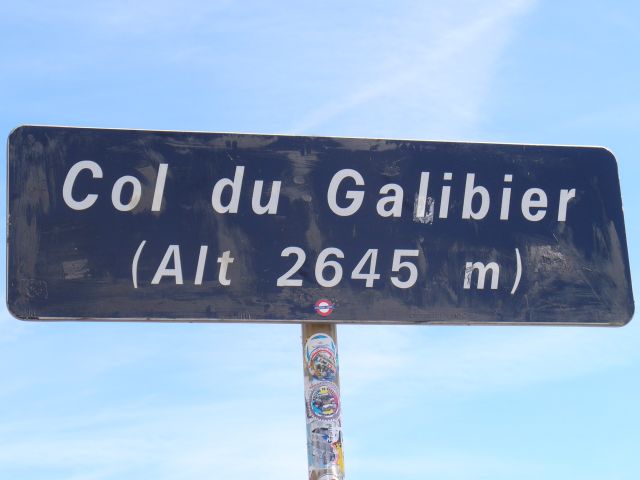 Col du Galibier
(Alt 2645 m)